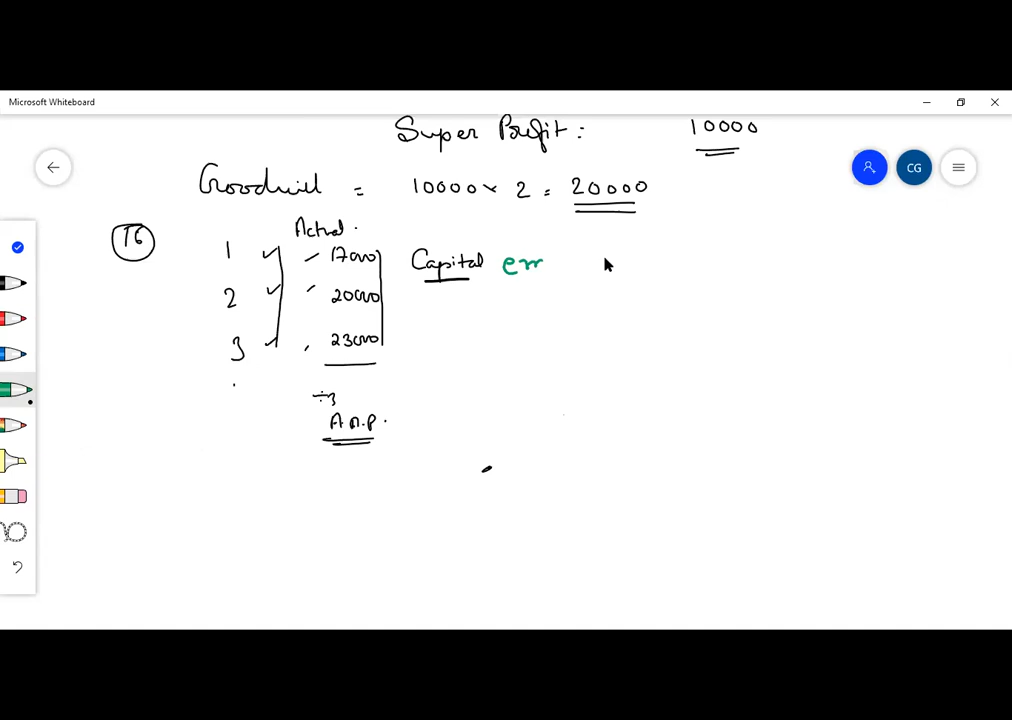 Microsoft Whiteboard
Super Profit : 10000
Goodwill = 10000 × 2 = 20000
CG
16
Actual.
1 17000 Capital em
2 20000
3 23000
÷3
A.n.P.